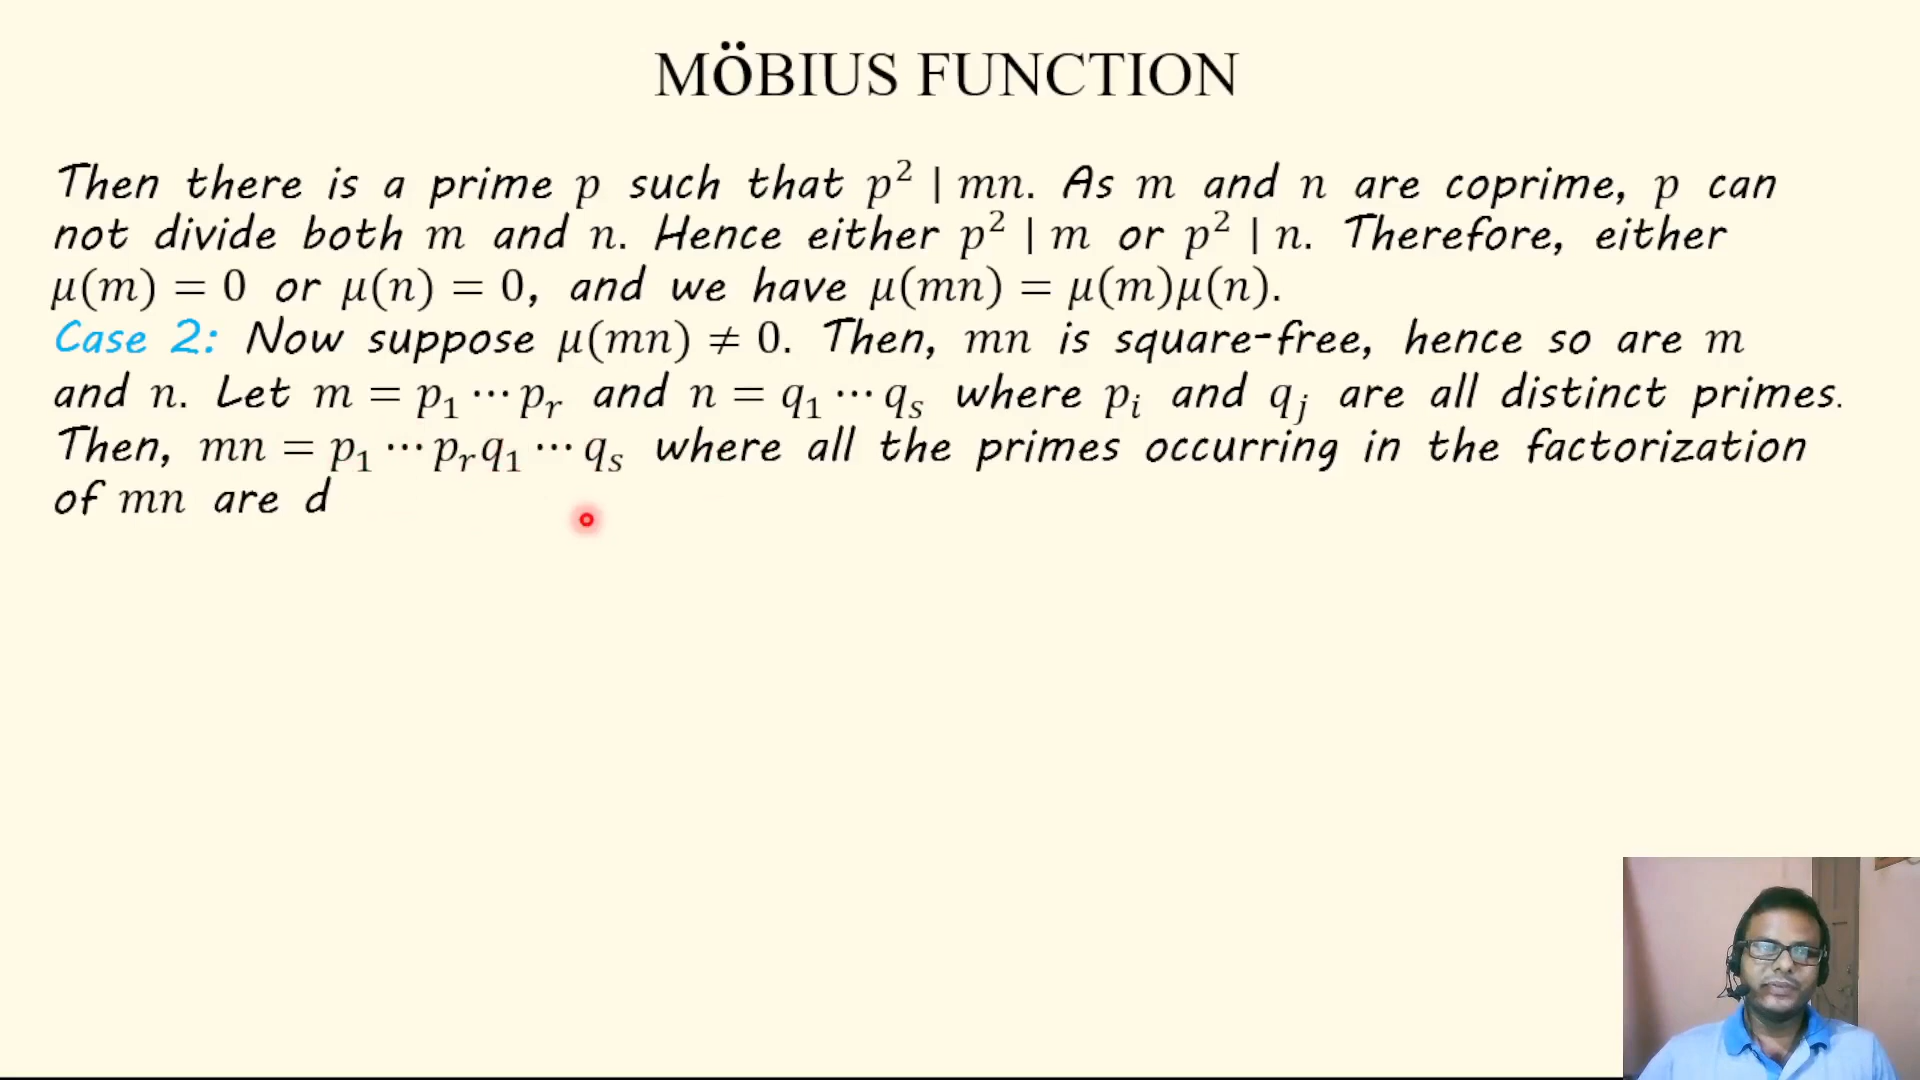 MÖBIUS FUNCTION
Then there is a prime p such that p² | mn. As m and n are coprime, p can
not divide both m and n. Hence either p² | m or p² | n. Therefore, either
μ(m) = 0 or μ(n) = 0, and we have μ(mn) = μ(m)μ(n).
Case 2: Now suppose μ(mn) ≠ 0. Then, mn is square-free, hence so are m
and n. Let m = p₁ ⋯ pᵣ and n = q₁ ⋯ qₛ where pᵢ and qⱼ are all distinct primes.
Then, mn = p₁ ⋯ pᵣq₁ ⋯ qₛ where all the primes occurring in the factorization
of mn are d